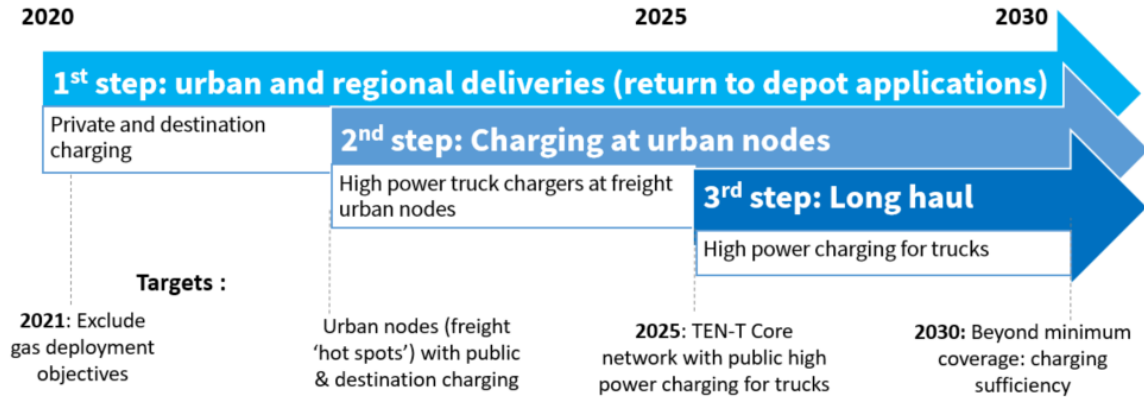 2020 2025 2030
1st step: urban and regional deliveries (return to depot applications)
Private and destination
charging
2nd step: Charging at urban nodes
High power truck chargers at freight
urban nodes
3rd step: Long haul
High power charging for trucks
Targets :
2021: Exclude
gas deployment
objectives
Urban nodes (freight
‘hot spots’) with public
& destination charging
2025: TEN-T Core
network with public high
power charging for trucks
2030: Beyond minimum
coverage: charging
sufficiency